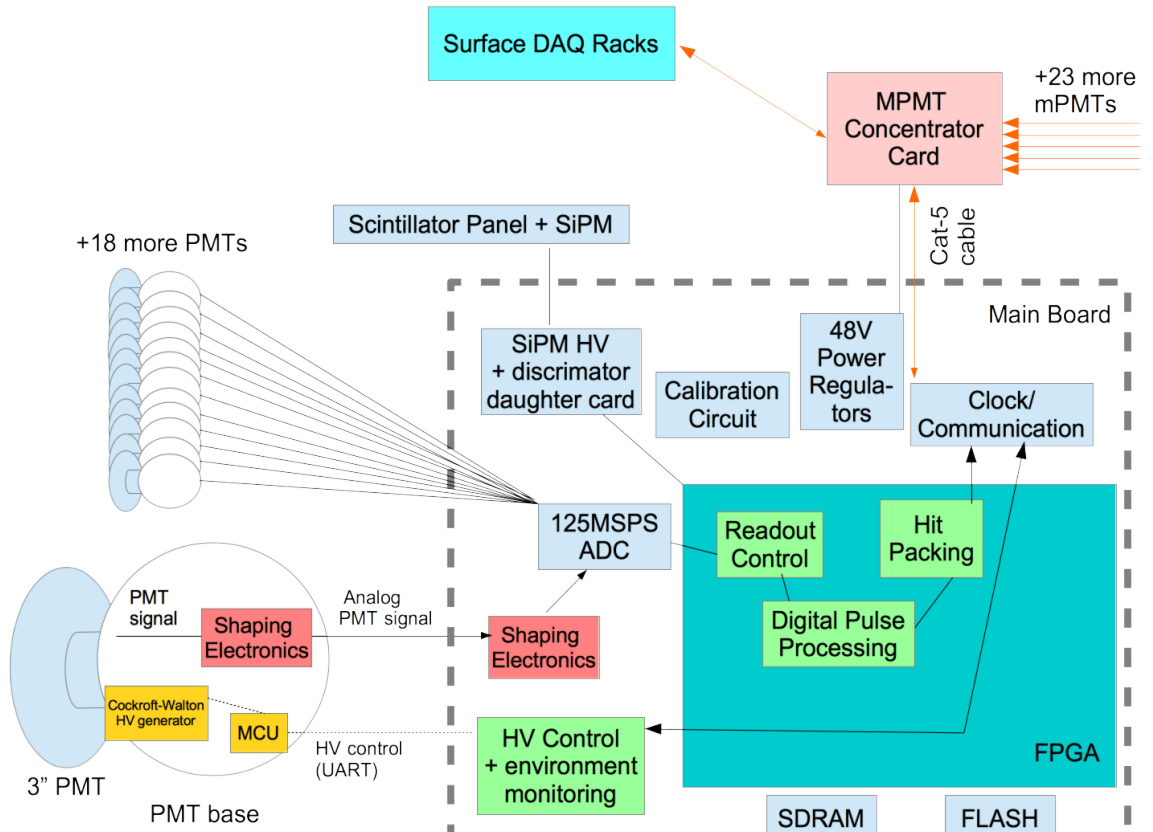 Surface DAQ Racks
MPMT
Concentrator
Card
+23 more
mPMTs
Cat-5
cable
Scintillator Panel + SiPM
+18 more PMTs
Main Board
SiPM HV
+ discrimator
daughter card
Calibration
Circuit
48V
Power
Regula-
tors
Clock/
Communication
125MSPS
ADC
Readout
Control
Hit
Packing
Digital Pulse
Processing
FPGA
PMT
signal
Shaping
Electronics
Analog
PMT signal
Shaping
Electronics
Cockroft-Walton
HV generator
MCU
HV control
(UART)
HV Control
+ environment
monitoring
3” PMT
PMT base
SDRAM
FLASH